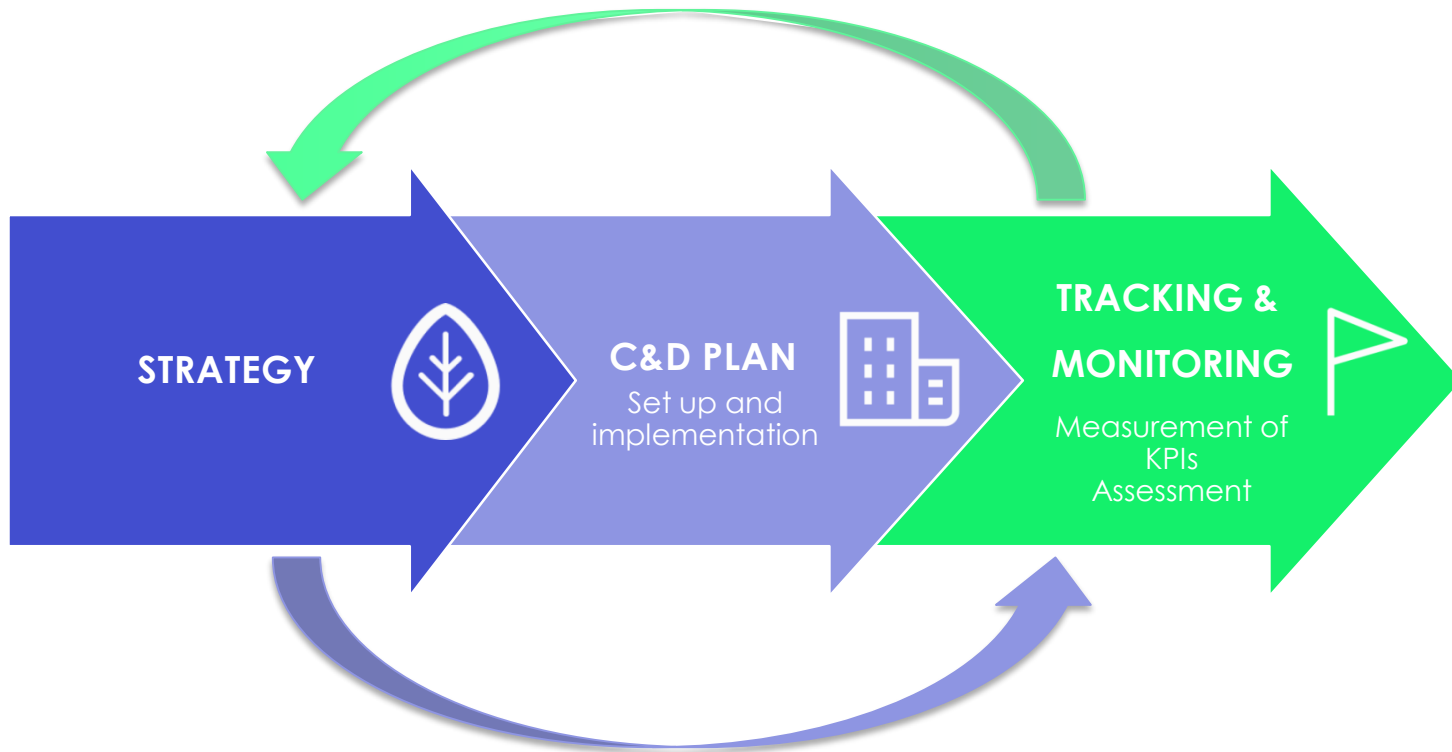 STRATEGY
C&D PLAN
Set up and
implementation
TRACKING &
MONITORING
Measurement of
KPIs
Assessment